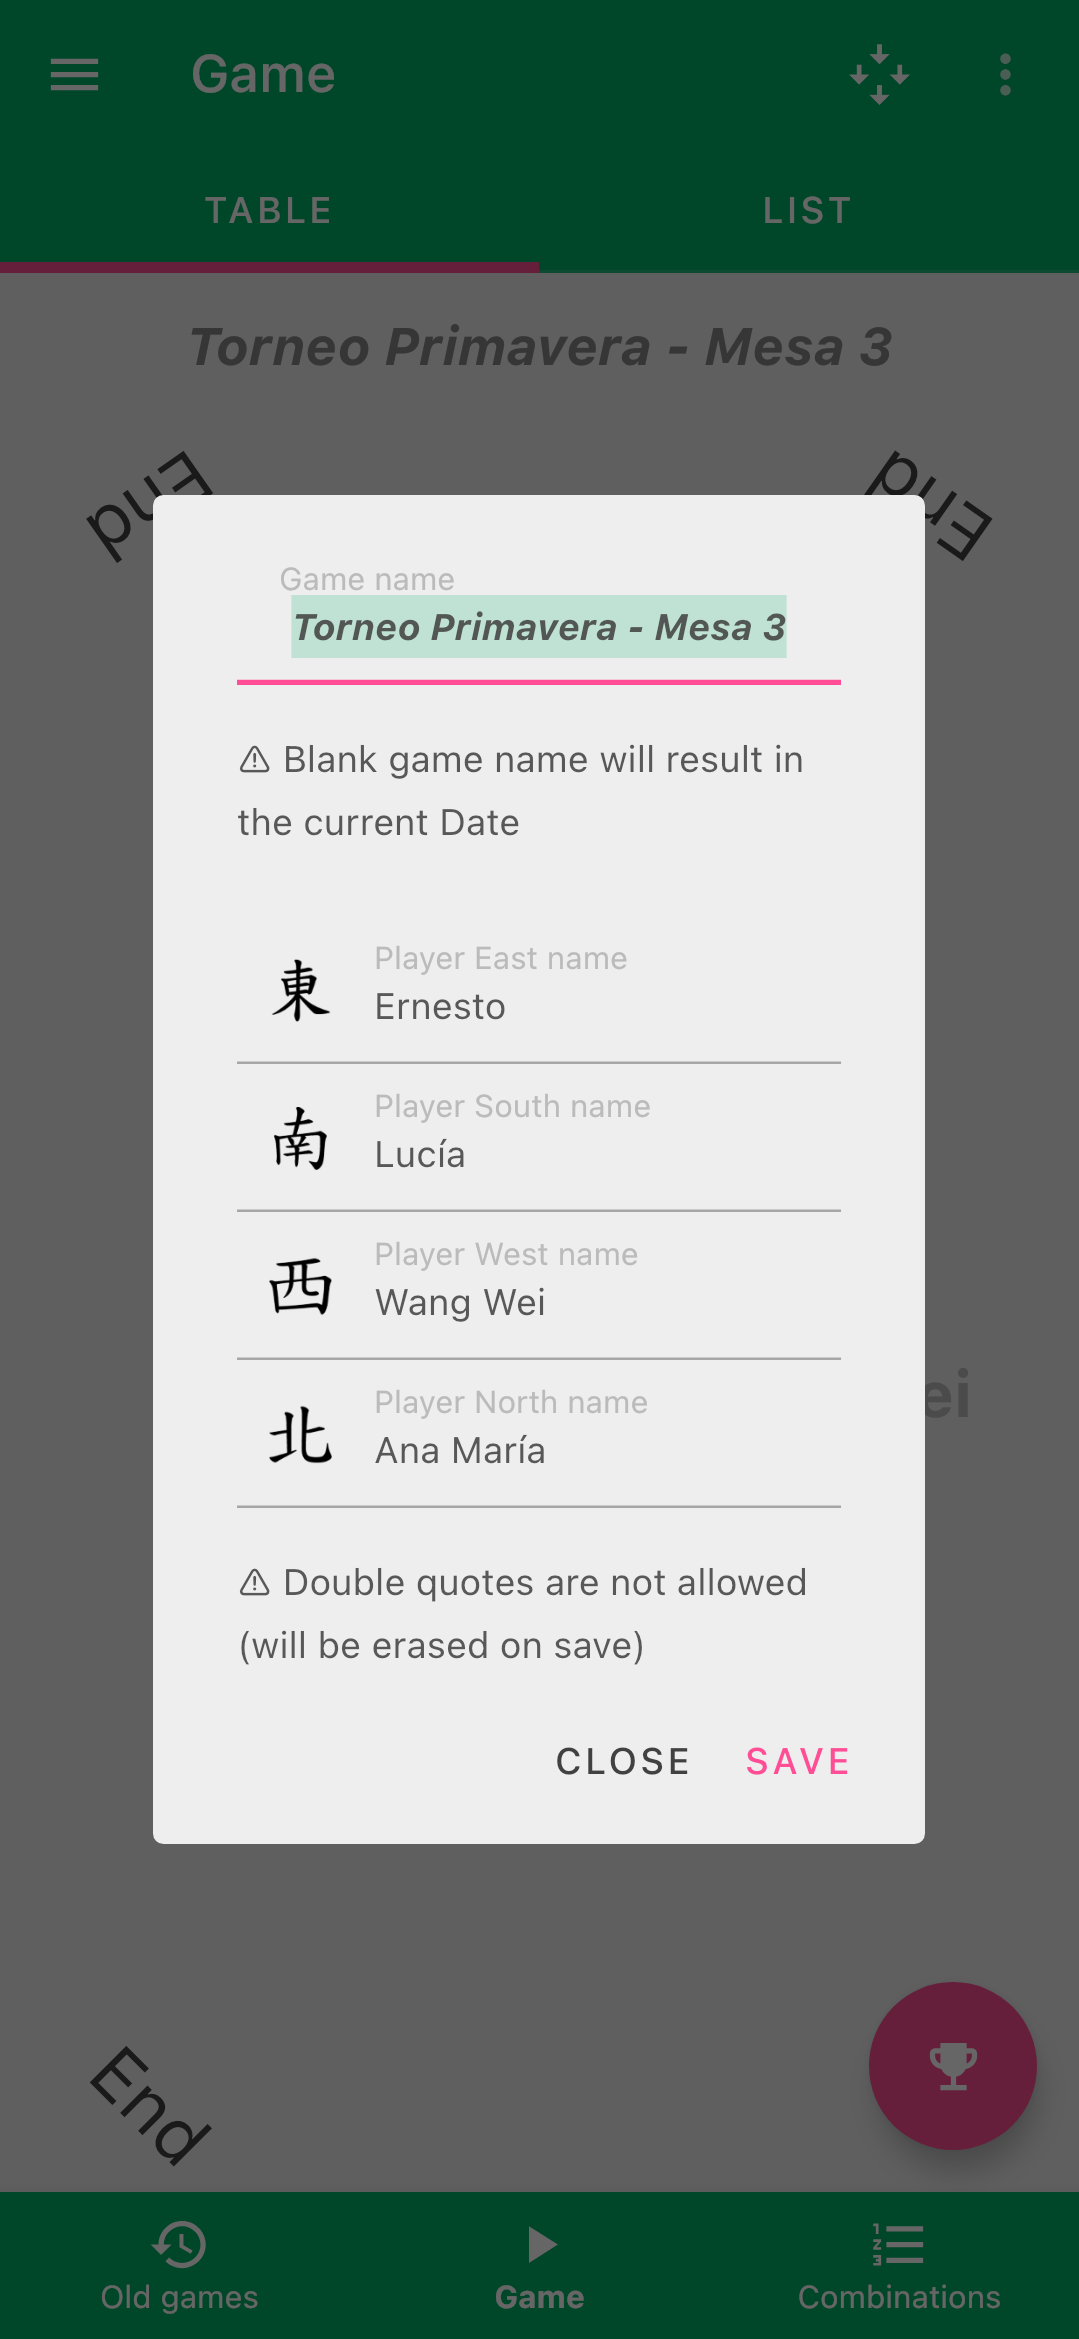 Game
TABLE
LIST
Torneo Primavera - Mesa 3
End
End
Game name
Torneo Primavera - Mesa 3
⚠ Blank game name will result in
the current Date
東
Player East name
Ernesto
南
Player South name
Lucía
西
Player West name
Wang Wei
北
Player North name
Ana María
ei
⚠ Double quotes are not allowed
(will be erased on save)
CLOSE
SAVE
End
Old games
Game
Combinations